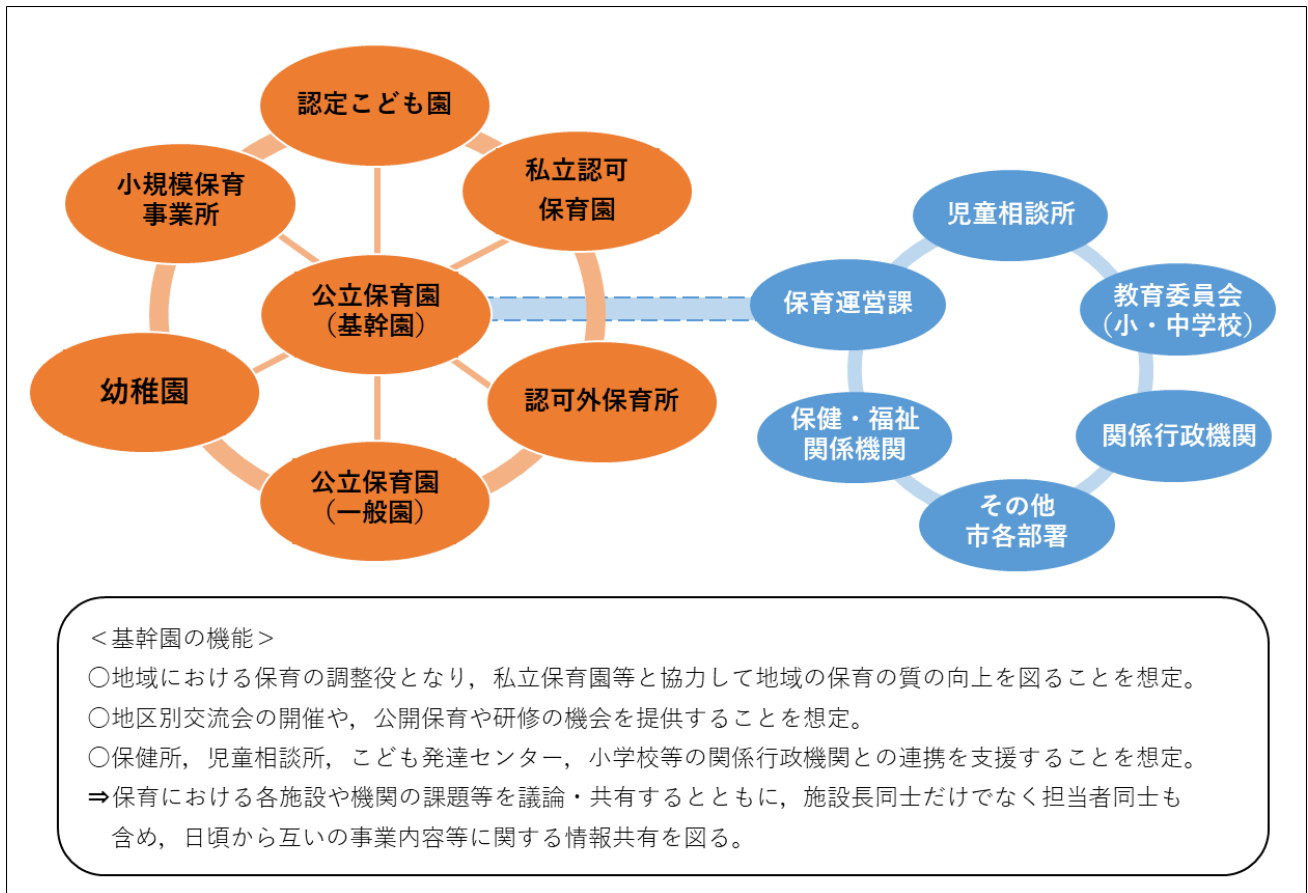 認定こども園
小規模保育
事業所
私立認可
保育園
公立保育園
（基幹園）
幼稚園
認可外保育所
公立保育園
（一般園）
児童相談所
保育運営課
教育委員会
（小・中学校）
保健・福祉
関係機関
関係行政機関
その他
市各部署
＜基幹園の機能＞
○地域における保育の調整役となり，私立保育園等と協力して地域の保育の質の向上を図ることを想定。
○地区別交流会の開催や，公開保育や研修の機会を提供することを想定。
○保健所，児童相談所，こども発達センター，小学校等の関係行政機関との連携を支援することを想定。
⇒保育における各施設や機関の課題等を議論・共有するとともに，施設長同士だけでなく担当者同士も
含め，日頃から互いの事業内容等に関する情報共有を図る。